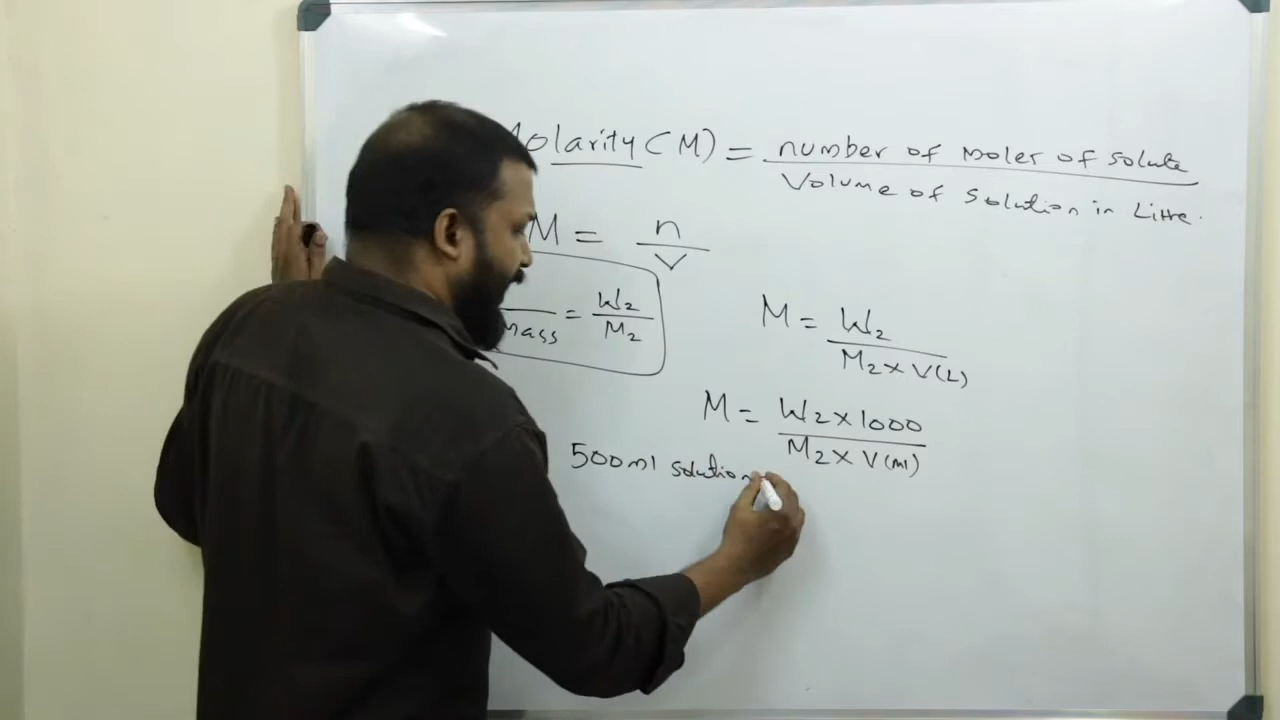 olarity (M) = number of moler of solute
Volume of solution in Litre.
M = n
V
mass = W2
M2
M = W2
M2 x V(L)
M = W2 x 1000
M2 x V(ml)
500ml solution